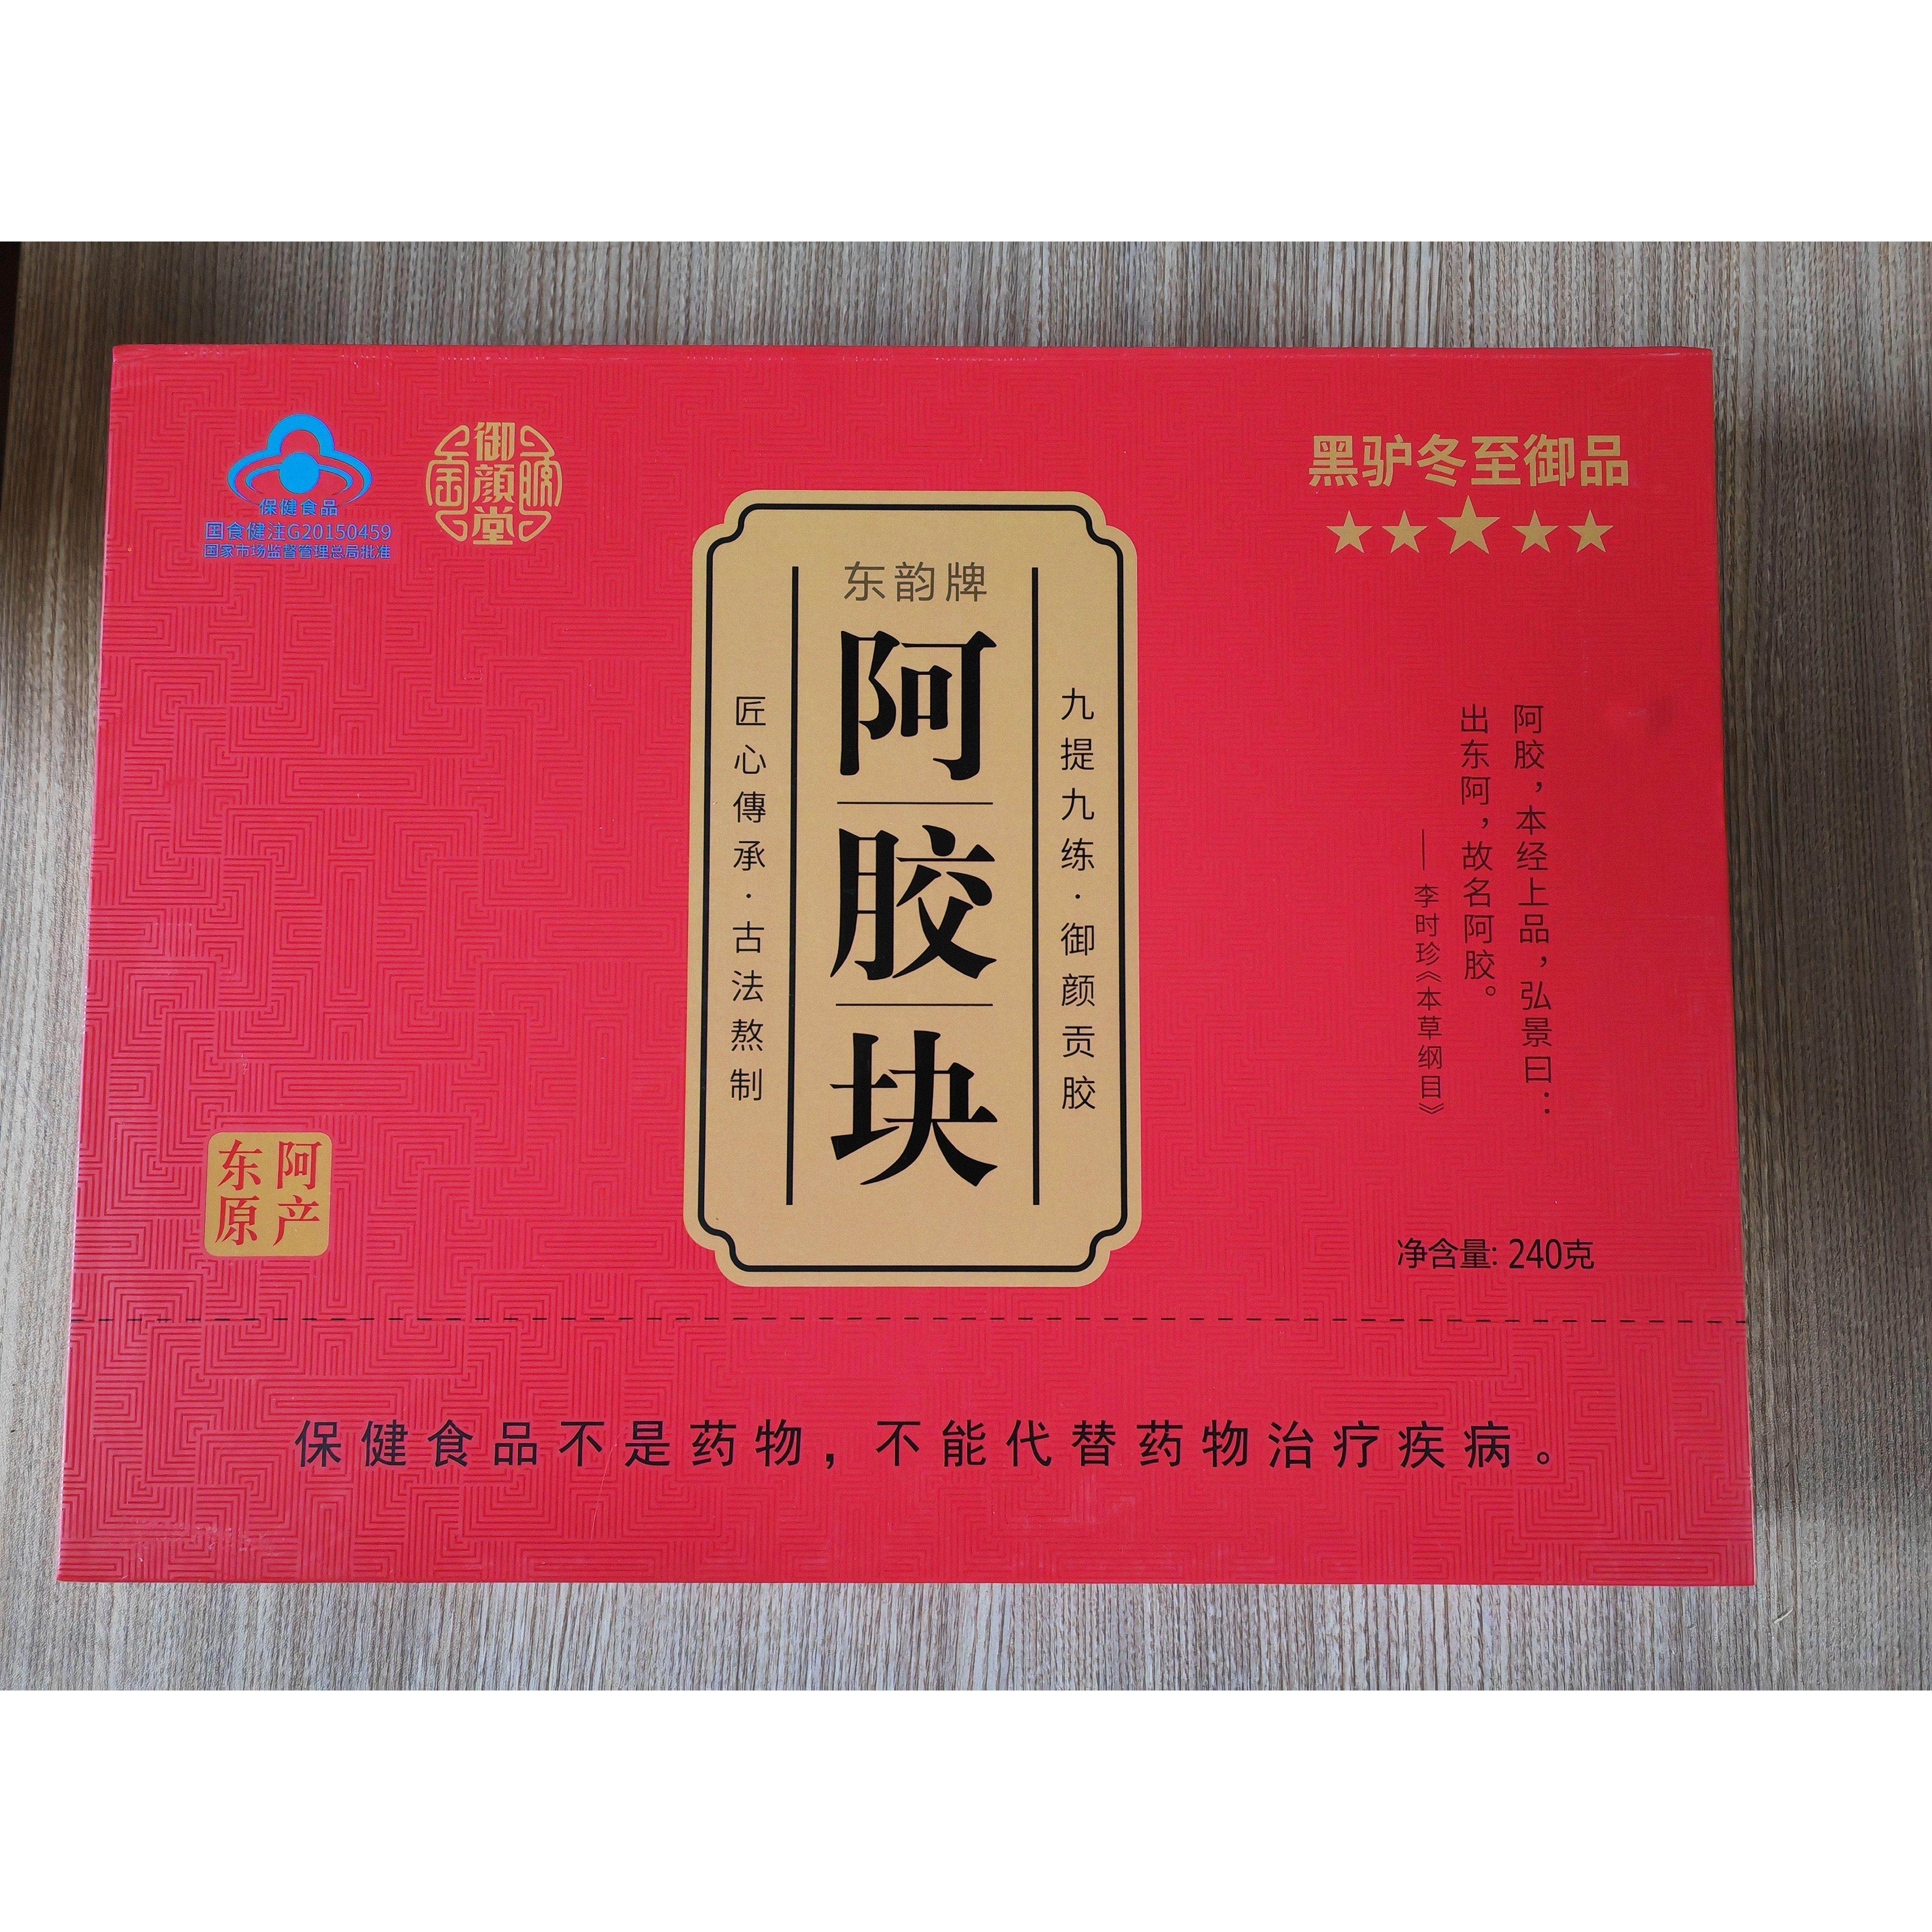 保健食品
国食健注G20150459
国家市场监督管理总局批准
御颜堂
黑驴冬至御品
东韵牌
阿胶块
九提九练·御颜贡胶
匠心傳承·古法熬制
阿胶，本经上品，弘景曰：
出东阿，故名阿胶。
——李时珍《本草纲目》
东阿
原产
净含量: 240克
保健食品不是药物，不能代替药物治疗疾病。